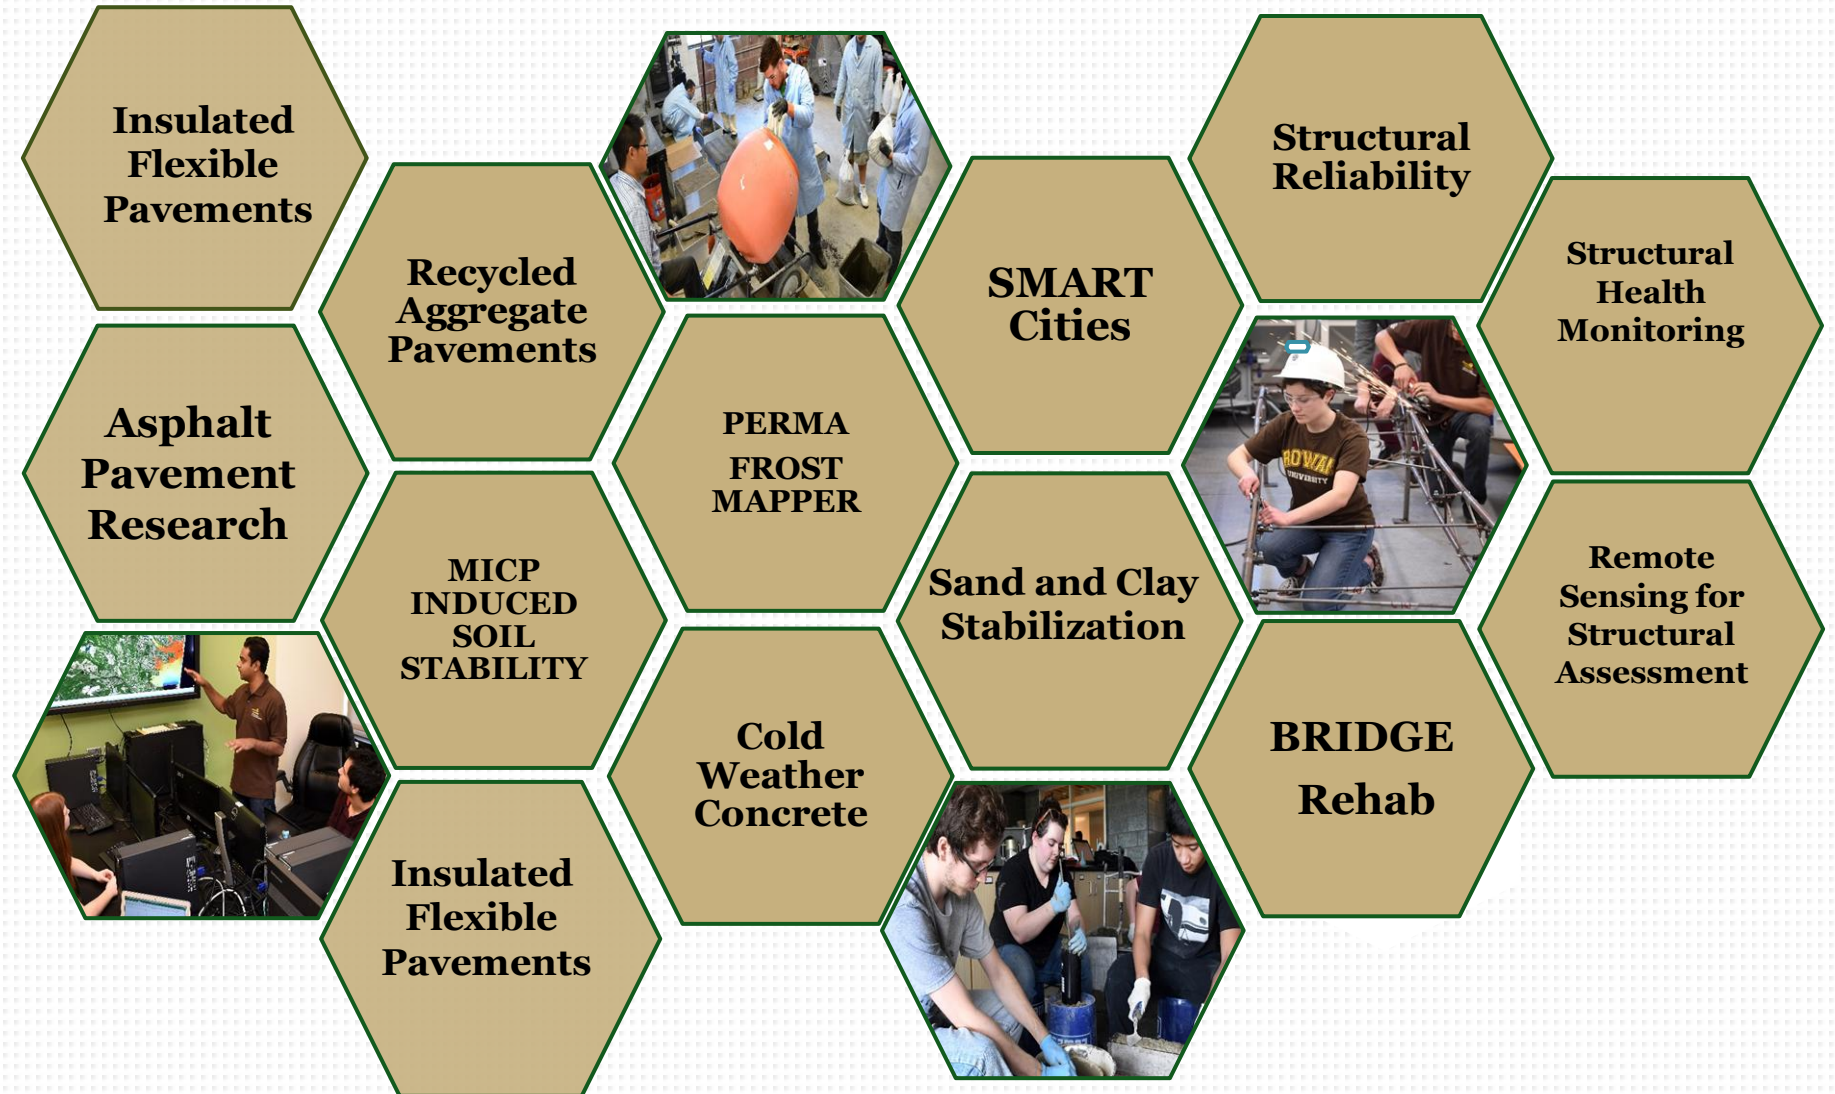 Insulated
Flexible
Pavements
Asphalt
Pavement
Research
Recycled
Aggregate
Pavements
MICP
INDUCED
SOIL
STABILITY
Insulated
Flexible
Pavements
PERMA
FROST
MAPPER
Cold
Weather
Concrete
SMART
Cities
Sand and Clay
Stabilization
Structural
Reliability
ROWAN
UNIVERSITY
BRIDGE
Rehab
Structural
Health
Monitoring
Remote
Sensing for
Structural
Assessment